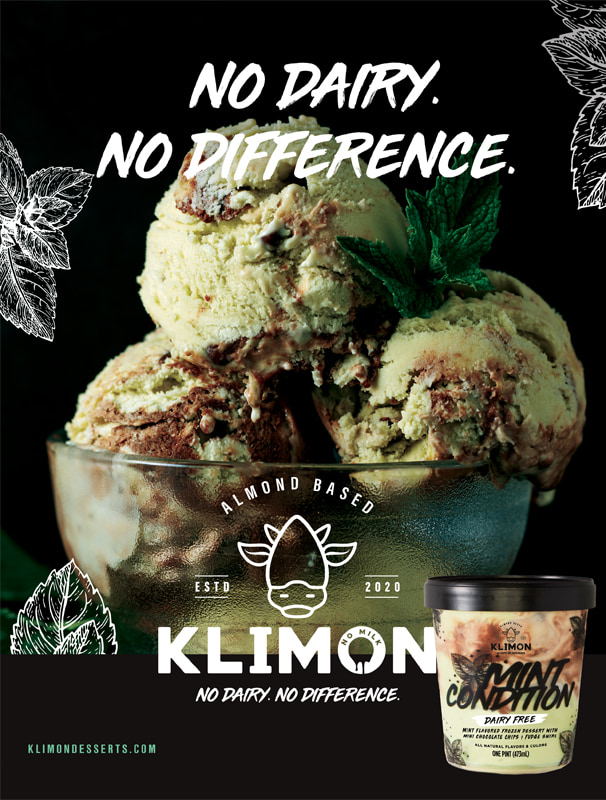 NO DAIRY.
NO DIFFERENCE.
ALMOND BASED
ESTD 2020
KLIMON
NO MILK
NO DAIRY. NO DIFFERENCE.
KLIMON
MINT
CONDITION
DAIRY FREE
MINT FLAVORED FROZEN DESSERT WITH
MINT CHOCOLATE CHIPS & FUDGE SWIRL
ALL NATURAL FLAVORS & COLORS
ONE PINT (473mL)
KLIMONDESSERTS.COM